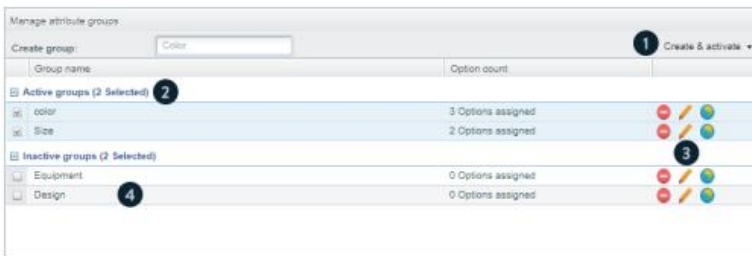 Manage attribute groups
Create group: Color 1 Create & activate
Group name Option count
Active groups (2 Selected) 2
color 3 Options assigned
Size 2 Options assigned
Inactive groups (2 Selected) 3
Equipment 0 Options assigned
Design 4 0 Options assigned